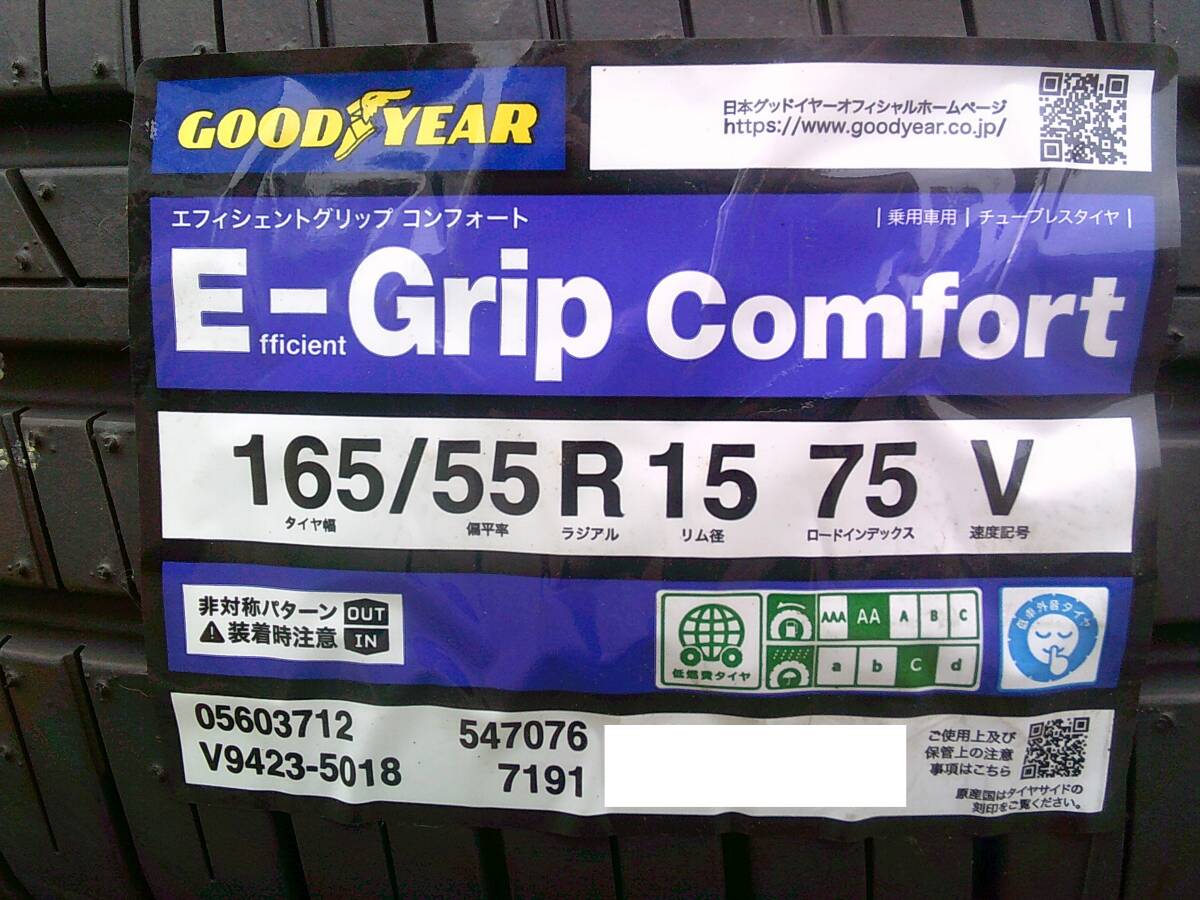 GOODYEAR
日本グッドイヤーオフィシャルホームページ
https://www.goodyear.co.jp/
エフィシェントグリップ コンフォート
| 乗用車用 | チューブレスタイヤ |
E-Grip Comfort
fficient
165/55 R 15 75 V
タイヤ幅 偏平率 ラジアル リム径 ロードインデックス 速度記号
非対称パターン OUT
装着時注意 IN
低燃費タイヤ
AAA AA A B C
a b C d
低車外音タイヤ
05603712 547076
V9423-5018 7191
ご使用上及び
保管上の注意
事項はこちら
原産国はタイヤサイドの
刻印をご覧ください。